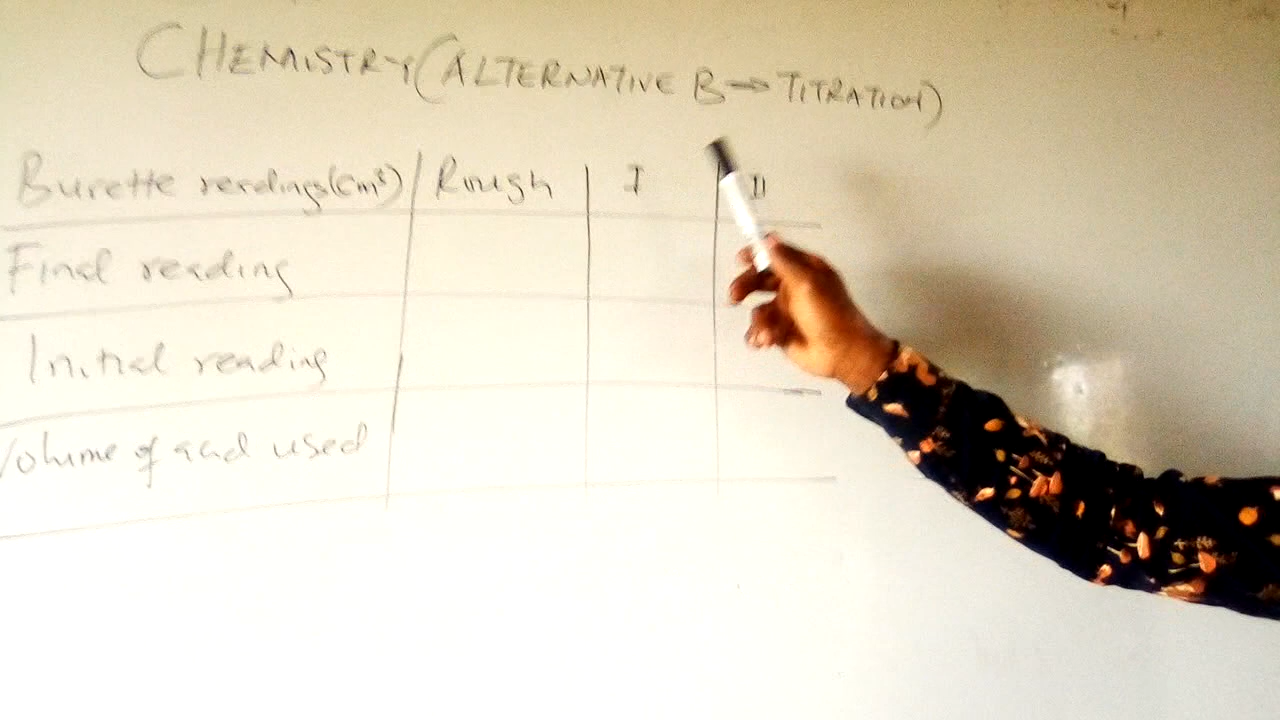 CHEMISTRY (ALTERNATIVE B → TITRATION)
Burette readings(cm³) Rough I II
Final reading
Initial reading
Volume of acid used